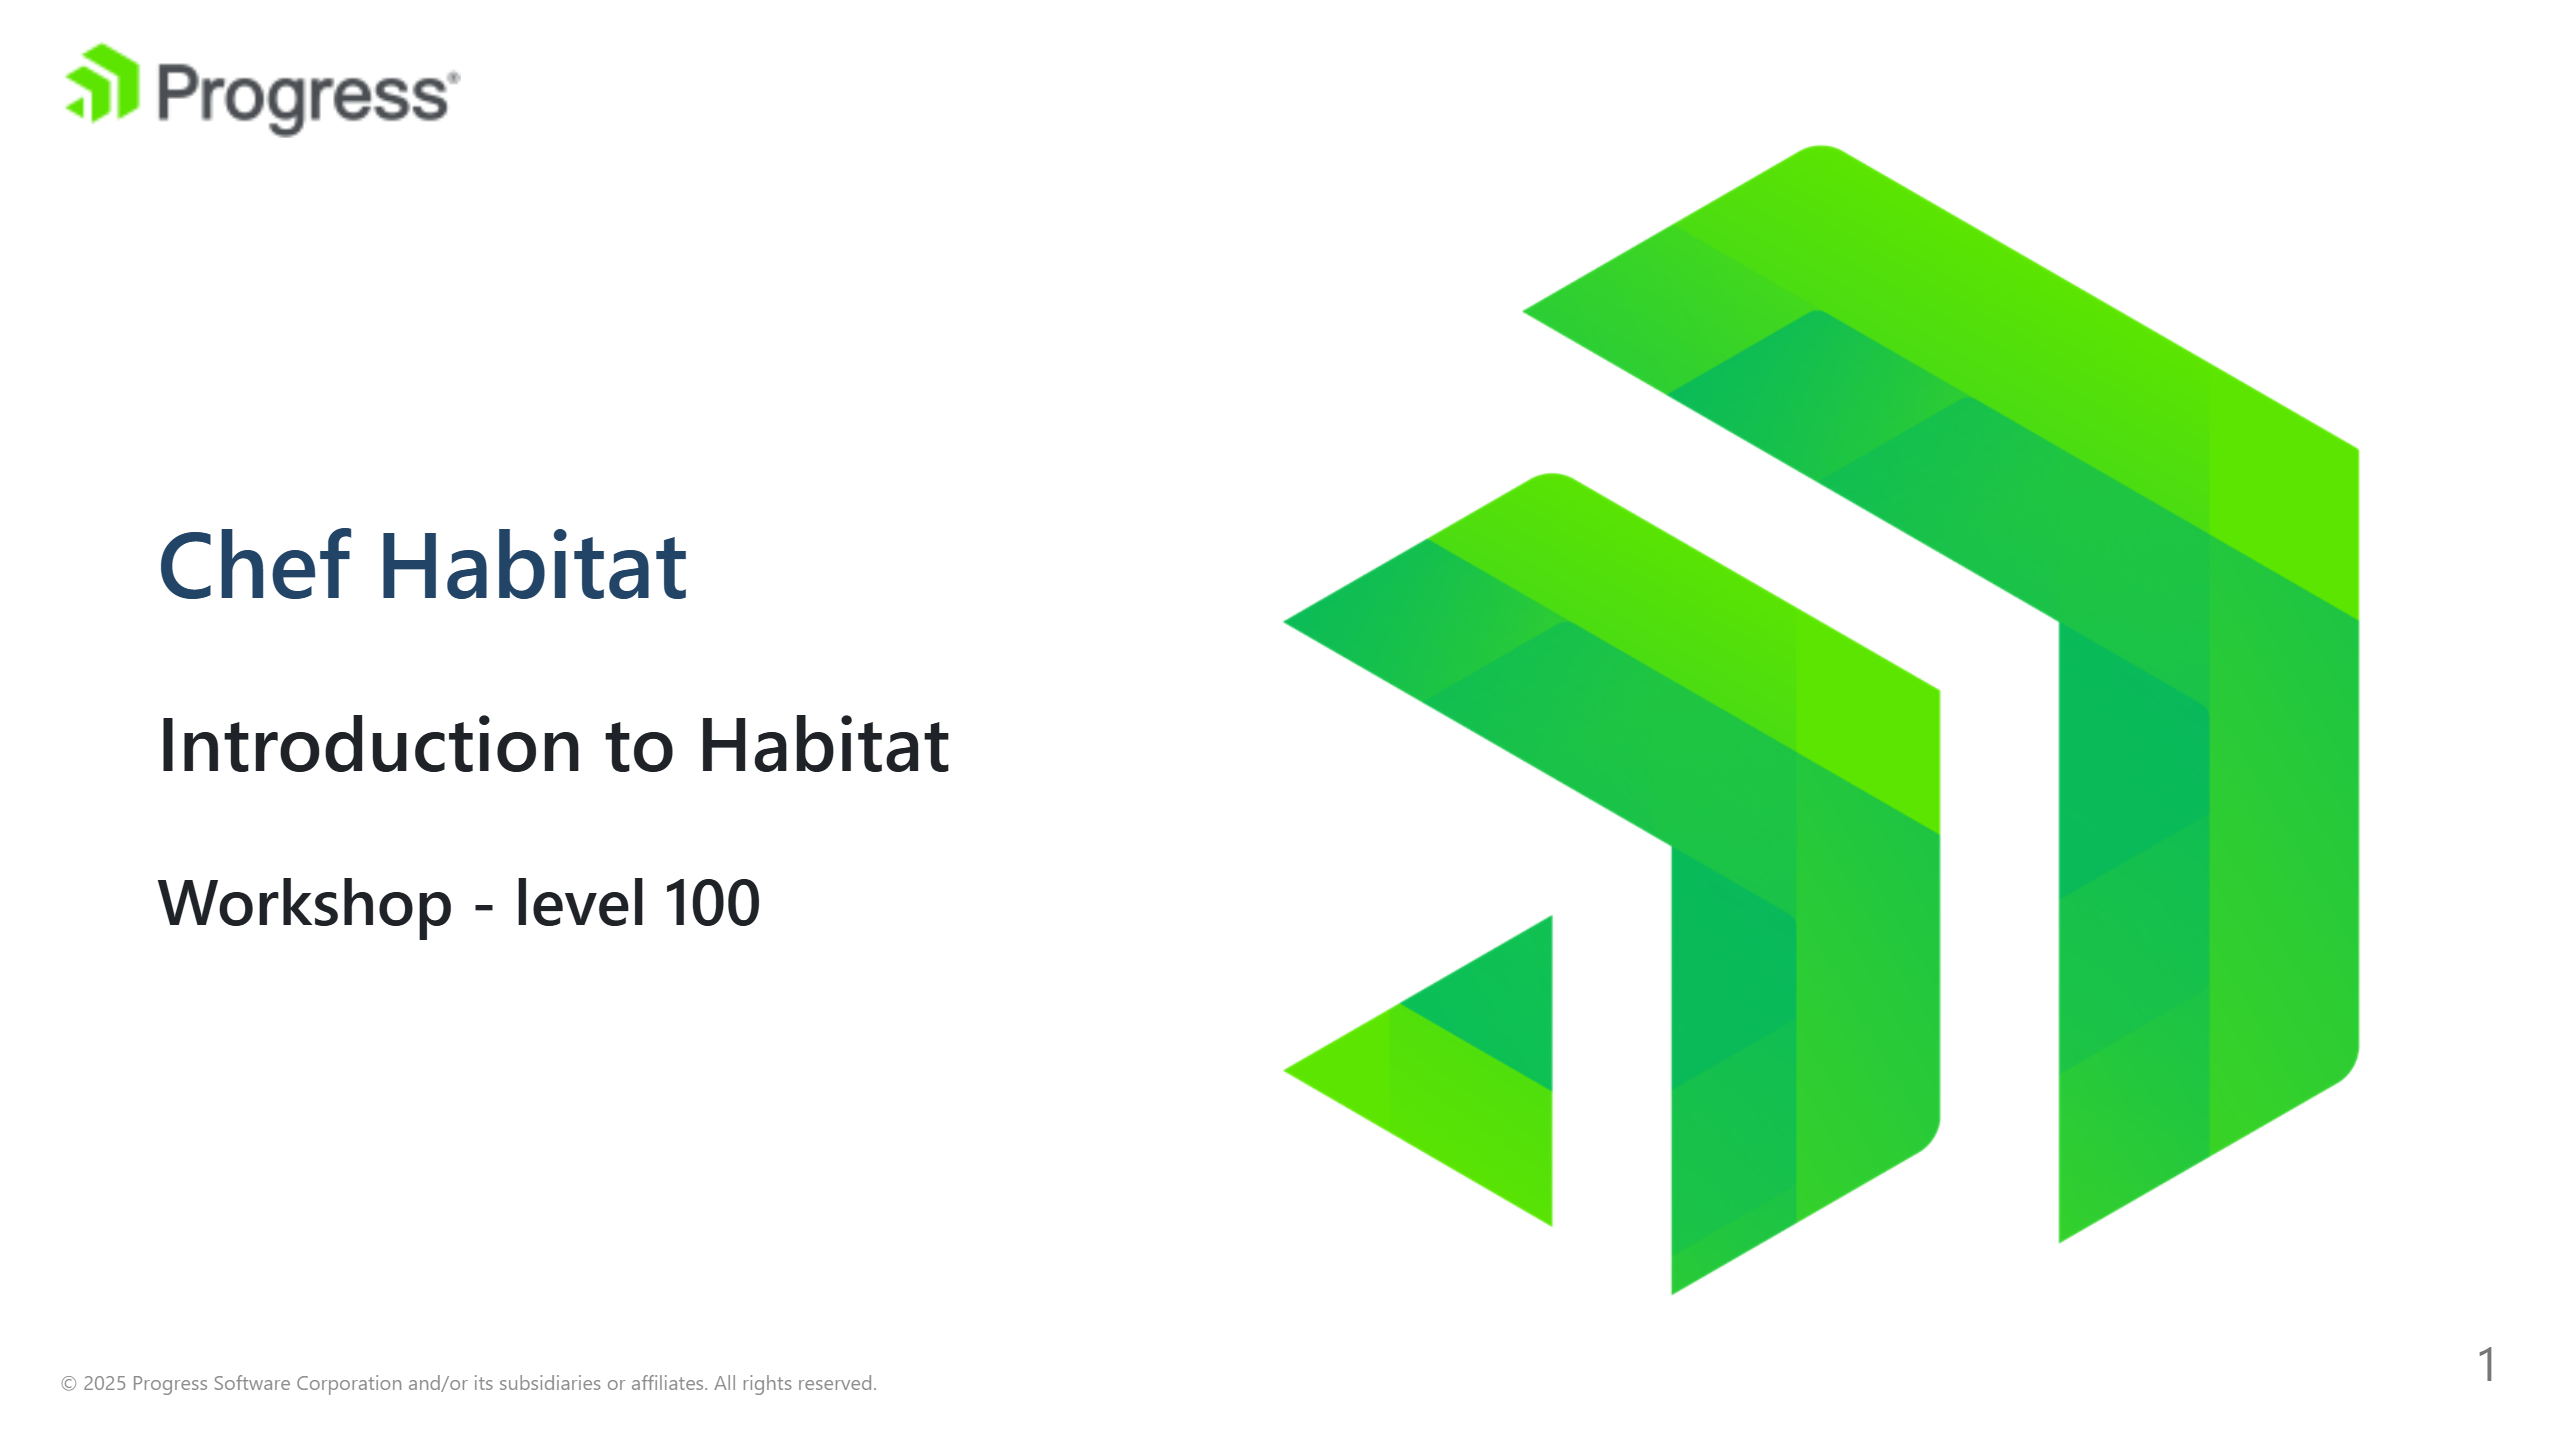 Progress®
Chef Habitat
Introduction to Habitat
Workshop - level 100
© 2025 Progress Software Corporation and/or its subsidiaries or affiliates. All rights reserved.
1